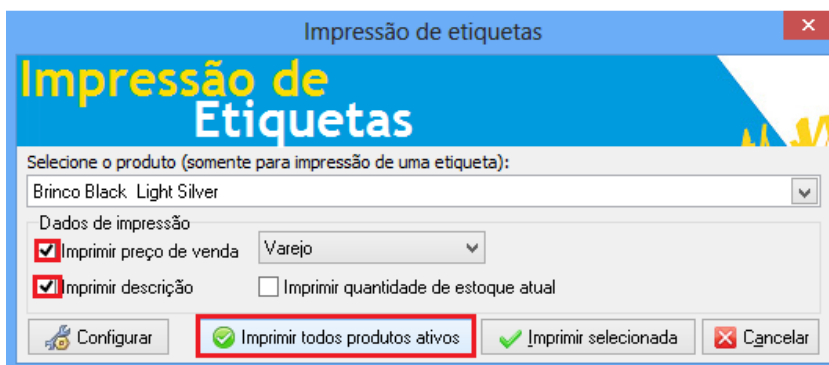 Impressão de etiquetas
Impressão de
Etiquetas
Selecione o produto (somente para impressão de uma etiqueta):
Brinco Black  Light Silver
Dados de impressão
Imprimir preço de venda Varejo
Imprimir descrição Imprimir quantidade de estoque atual
Configurar Imprimir todos produtos ativos Imprimir selecionada Cancelar